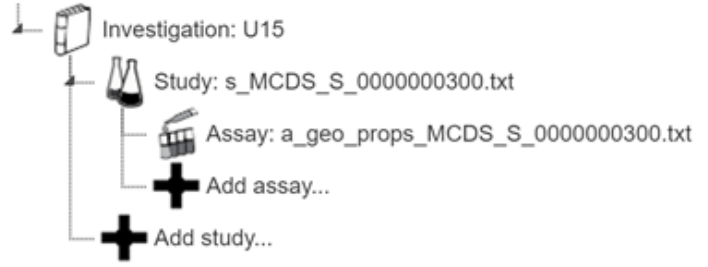 Investigation: U15
Study: s_MCDS_S_0000000300.txt
Assay: a_geo_props_MCDS_S_0000000300.txt
Add assay...
Add study...